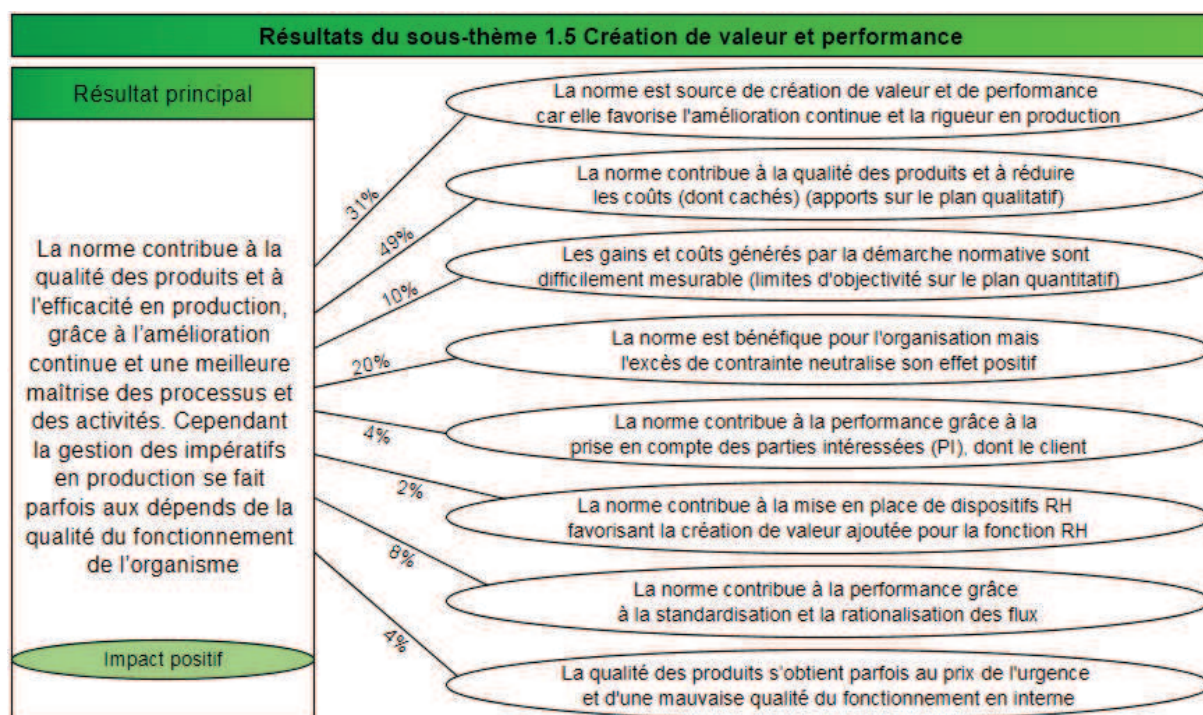 Résultats du sous-thème 1.5 Création de valeur et performance
Résultat principal
La norme contribue à la
qualité des produits et à
l'efficacité en production,
grâce à l'amélioration
continue et une meilleure
maîtrise des processus et
des activités. Cependant
la gestion des impératifs
en production se fait
parfois aux dépends de la
qualité du fonctionnement
de l'organisme
Impact positif
31%
La norme est source de création de valeur et de performance
car elle favorise l'amélioration continue et la rigueur en production
49%
La norme contribue à la qualité des produits et à réduire
les coûts (dont cachés) (apports sur le plan qualitatif)
10%
Les gains et coûts générés par la démarche normative sont
difficilement mesurable (limites d'objectivité sur le plan quantitatif)
20%
La norme est bénéfique pour l'organisation mais
l'excès de contrainte neutralise son effet positif
4%
La norme contribue à la performance grâce à la
prise en compte des parties intéressées (PI), dont le client
2%
La norme contribue à la mise en place de dispositifs RH
favorisant la création de valeur ajoutée pour la fonction RH
8%
La norme contribue à la performance grâce
à la standardisation et la rationalisation des flux
4%
La qualité des produits s'obtient parfois au prix de l'urgence
et d'une mauvaise qualité du fonctionnement en interne